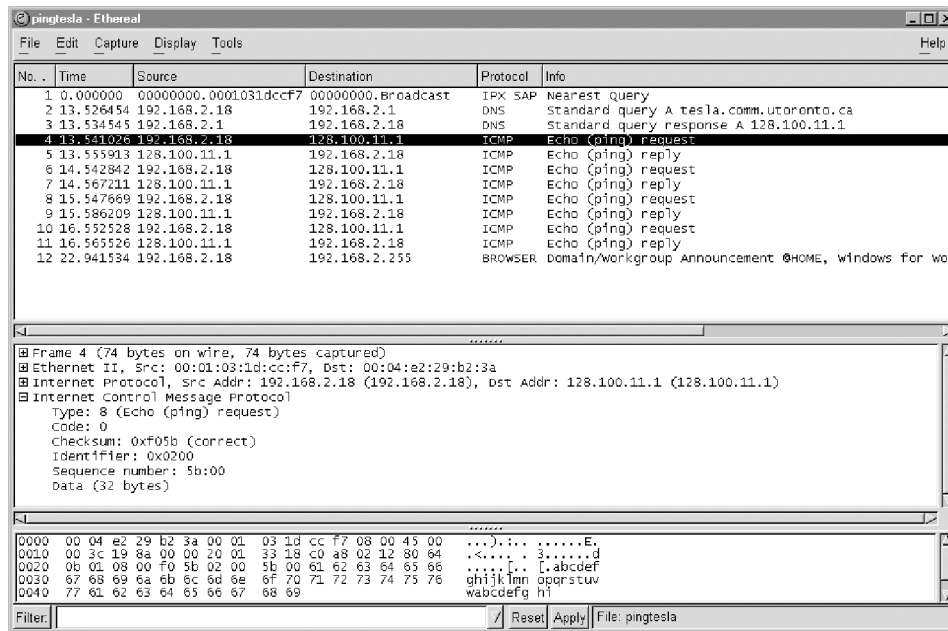 pingtesla - Ethereal
File Edit Capture Display Tools Help
No. . Time Source Destination Protocol Info
1 0.000000 00000000.0001031dccf7 00000000.Broadcast IPX SAP Nearest Query
2 13.526454 192.168.2.18 192.168.2.1 DNS Standard query A tesla.comm.utoronto.ca
3 13.534545 192.168.2.1 192.168.2.18 DNS Standard query response A 128.100.11.1
4 13.541026 192.168.2.18 128.100.11.1 ICMP Echo (ping) request
5 13.555913 128.100.11.1 192.168.2.18 ICMP Echo (ping) reply
6 14.542842 192.168.2.18 128.100.11.1 ICMP Echo (ping) request
7 14.567211 128.100.11.1 192.168.2.18 ICMP Echo (ping) reply
8 15.547669 192.168.2.18 128.100.11.1 ICMP Echo (ping) request
9 15.586209 128.100.11.1 192.168.2.18 ICMP Echo (ping) reply
10 16.552528 192.168.2.18 128.100.11.1 ICMP Echo (ping) request
11 16.565526 128.100.11.1 192.168.2.18 ICMP Echo (ping) reply
12 22.941534 192.168.2.18 192.168.2.255 BROWSER Domain/Workgroup Announcement @HOME, Windows for wo
Frame 4 (74 bytes on wire, 74 bytes captured)
Ethernet II, Src: 00:01:03:1d:cc:f7, Dst: 00:04:e2:29:b2:3a
Internet Protocol, Src Addr: 192.168.2.18 (192.168.2.18), Dst Addr: 128.100.11.1 (128.100.11.1)
Internet Control Message Protocol
Type: 8 (Echo (ping) request)
Code: 0
Checksum: 0xf05b (correct)
Identifier: 0x0200
Sequence number: 5b:00
Data (32 bytes)
0000 00 04 e2 29 b2 3a 00 01 03 1d cc f7 08 00 45 00 ...).:.. ......E.
0010 00 3c 19 8a 00 00 20 01 33 18 c0 a8 02 12 80 64 .<.... . 3......d
0020 0b 01 08 00 f0 5b 02 00 5b 00 61 62 63 64 65 66 .....[.. [.abcdef
0030 67 68 69 6a 6b 6c 6d 6e 6f 70 71 72 73 74 75 76 ghijklmn opqrstuv
0040 77 61 62 63 64 65 66 67 68 69 wabcdefg hi
Filter: Reset Apply File: pingtesla